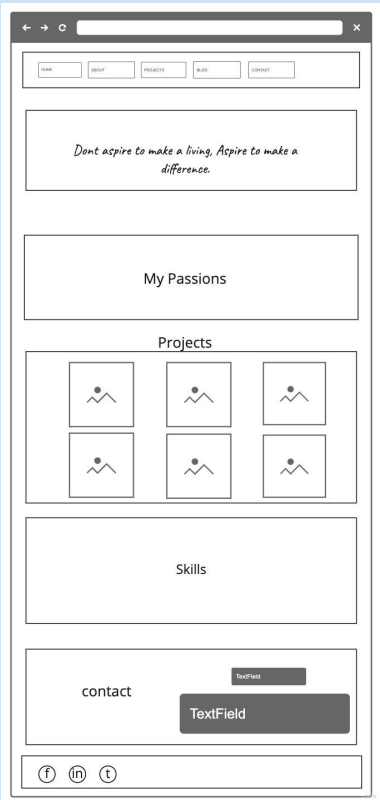 HOME
ABOUT
PROJECTS
BLOG
CONTACT
Dont aspire to make a living, Aspire to make a
difference.
My Passions
Projects
Skills
TextField
contact
TextField
f
in
t